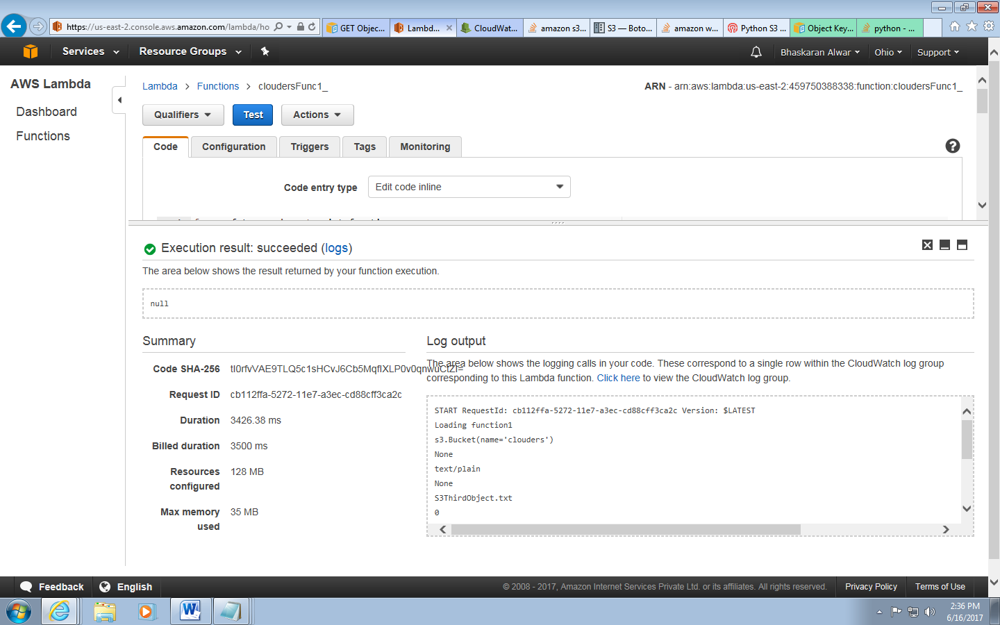 https://us-east-2.console.aws.amazon.com/lambda/ho
GET Objec...
Lambd...
CloudWat...
amazon s3...
S3 — Boto...
amazon w...
Python S3 ...
Object Key...
python - ...
Services
Resource Groups
Bhaskaran Alwar
Ohio
Support
AWS Lambda
Dashboard
Functions
Lambda > Functions > cloudersFunc1_
ARN - arn:aws:lambda:us-east-2:459750388338:function:cloudersFunc1_
Qualifiers
Test
Actions
Code
Configuration
Triggers
Tags
Monitoring
Code entry type
Edit code inline
Execution result: succeeded (logs)
The area below shows the result returned by your function execution.
null
Summary
Code SHA-256
Request ID cb112ffa-5272-11e7-a3ec-cd88cff3ca2c
Duration 3426.38 ms
Billed duration 3500 ms
Resources configured 128 MB
Max memory used 35 MB
Log output
The area below shows the logging calls in your code. These correspond to a single row within the CloudWatch log group
corresponding to this Lambda function. Click here to view the CloudWatch log group.
START RequestId: cb112ffa-5272-11e7-a3ec-cd88cff3ca2c Version: $LATEST
Loading function1
s3.Bucket(name='clouders')
None
text/plain
None
S3ThirdObject.txt
0
Feedback
English
© 2008 - 2017, Amazon Internet Services Private Ltd. or its affiliates. All rights reserved.
Privacy Policy
Terms of Use
2:36 PM
6/16/2017